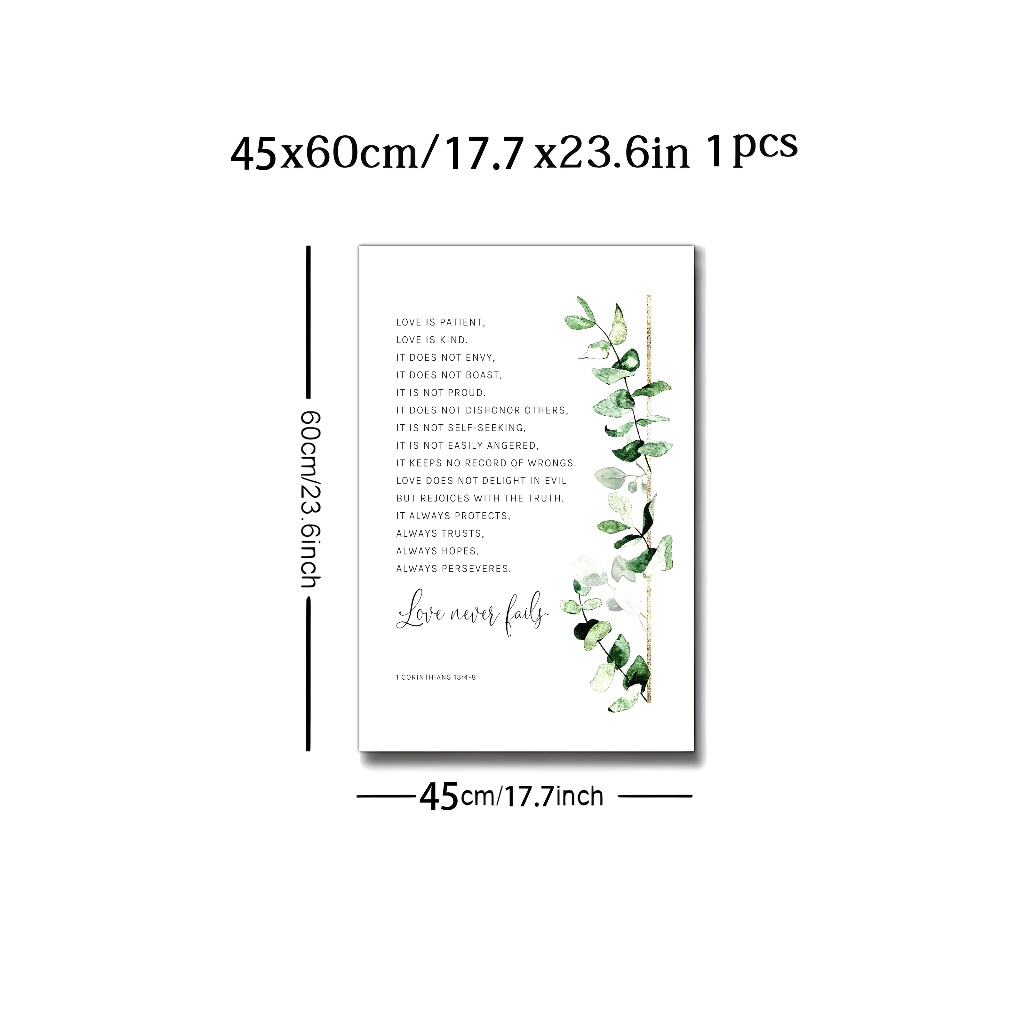 45x60cm/17.7 x23.6in 1pcs
60cm/23.6inch
LOVE IS PATIENT,
LOVE IS KIND.
IT DOES NOT ENVY,
IT DOES NOT BOAST,
IT IS NOT PROUD.
IT DOES NOT DISHONOR OTHERS,
IT IS NOT SELF-SEEKING,
IT IS NOT EASILY ANGERED,
IT KEEPS NO RECORD OF WRONGS.
LOVE DOES NOT DELIGHT IN EVIL
BUT REJOICES WITH THE TRUTH.
IT ALWAYS PROTECTS,
ALWAYS TRUSTS,
ALWAYS HOPES,
ALWAYS PERSEVERES.
Love never fails.
1 CORINTHIANS 13:4-8
45cm/17.7inch